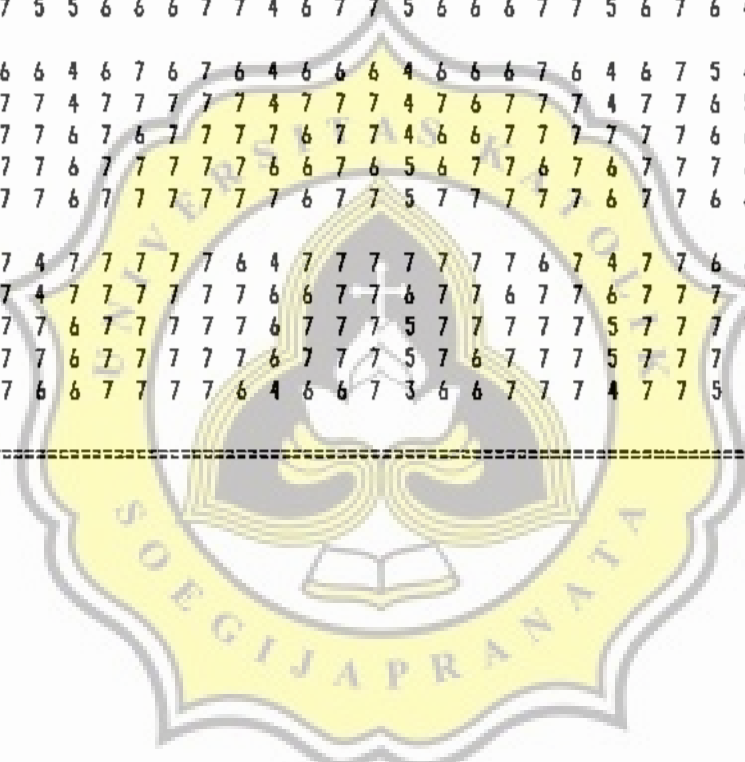 7 5 5 6 6 6 7 7 4 6 7 7 5 6 6 6 7 7 5 6 7 6
6 6 4 6 7 6 7 6 4 6 6 6 4 6 6 6 7 6 4 6 7 5
7 7 4 7 7 7 7 7 4 7 7 7 4 7 6 7 7 7 4 7 7 6
7 7 6 7 6 7 7 7 7 6 7 7 4 6 6 7 7 7 7 7 7 6
7 7 6 7 7 7 7 7 6 6 7 6 5 6 7 7 6 7 6 7 7 7
7 7 6 7 7 7 7 7 7 6 7 7 5 7 7 7 7 7 6 7 7 6
7 4 7 7 7 7 7 6 4 7 7 7 7 7 7 7 6 7 4 7 7 6
7 4 7 7 7 7 7 7 6 6 7 7 6 7 7 6 7 7 6 7 7 7
7 7 6 7 7 7 7 7 6 7 7 7 5 7 7 7 7 7 5 7 7 7
7 7 6 7 7 7 7 7 6 7 7 7 5 7 6 7 7 7 5 7 7 7
7 6 6 7 7 7 7 6 4 6 6 7 3 6 6 7 7 7 4 7 7 5
UNIVERSITAS KATOLIK
SOEGIJAPRANATA